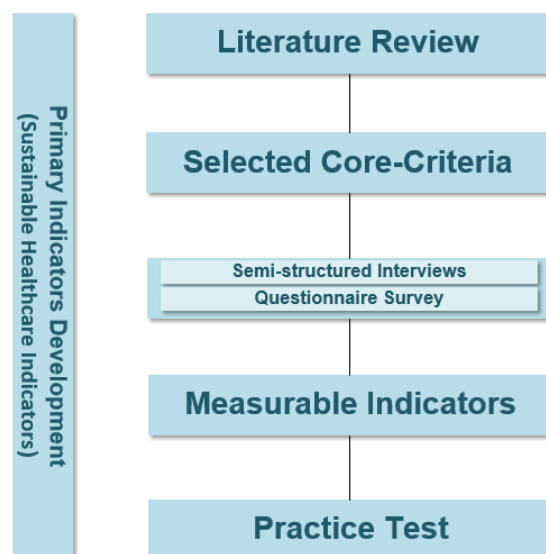 Primary Indicators Development
(Sustainable Healthcare Indicators)
Literature Review
Selected Core-Criteria
Semi-structured Interviews
Questionnaire Survey
Measurable Indicators
Practice Test